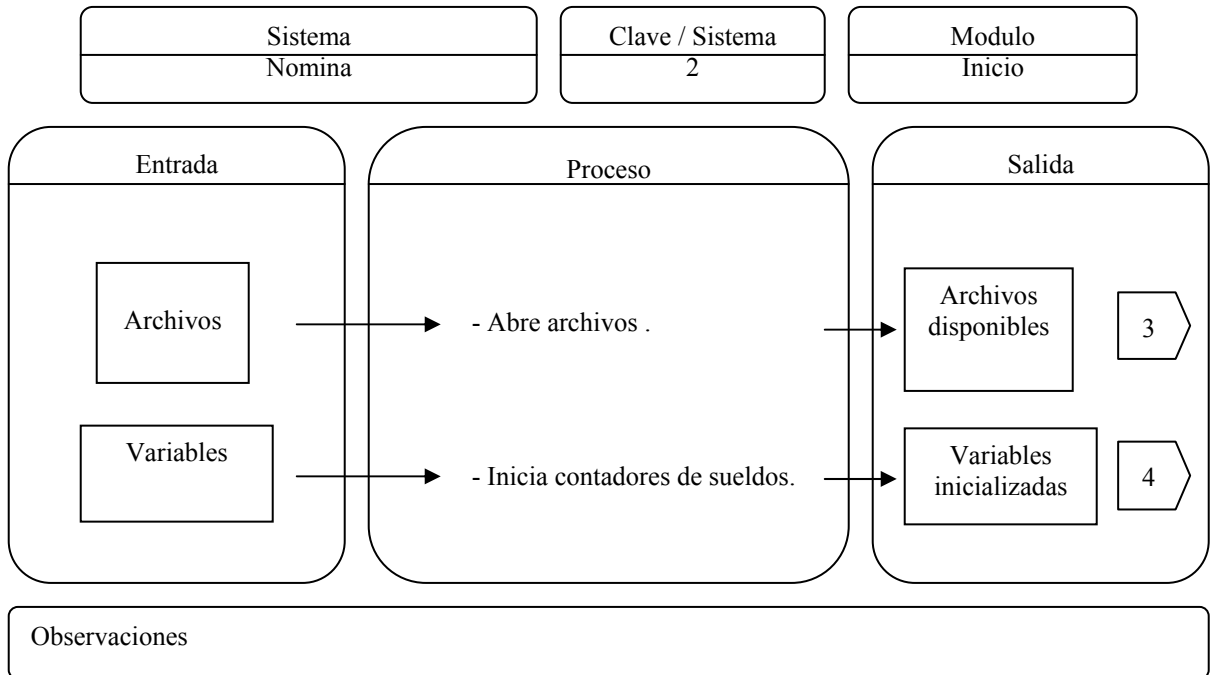 Sistema
Nomina
Clave / Sistema
2
Modulo
Inicio
Entrada
Proceso
Salida
Archivos
- Abre archivos .
Archivos
disponibles
3
Variables
- Inicia contadores de sueldos.
Variables
inicializadas
4
Observaciones